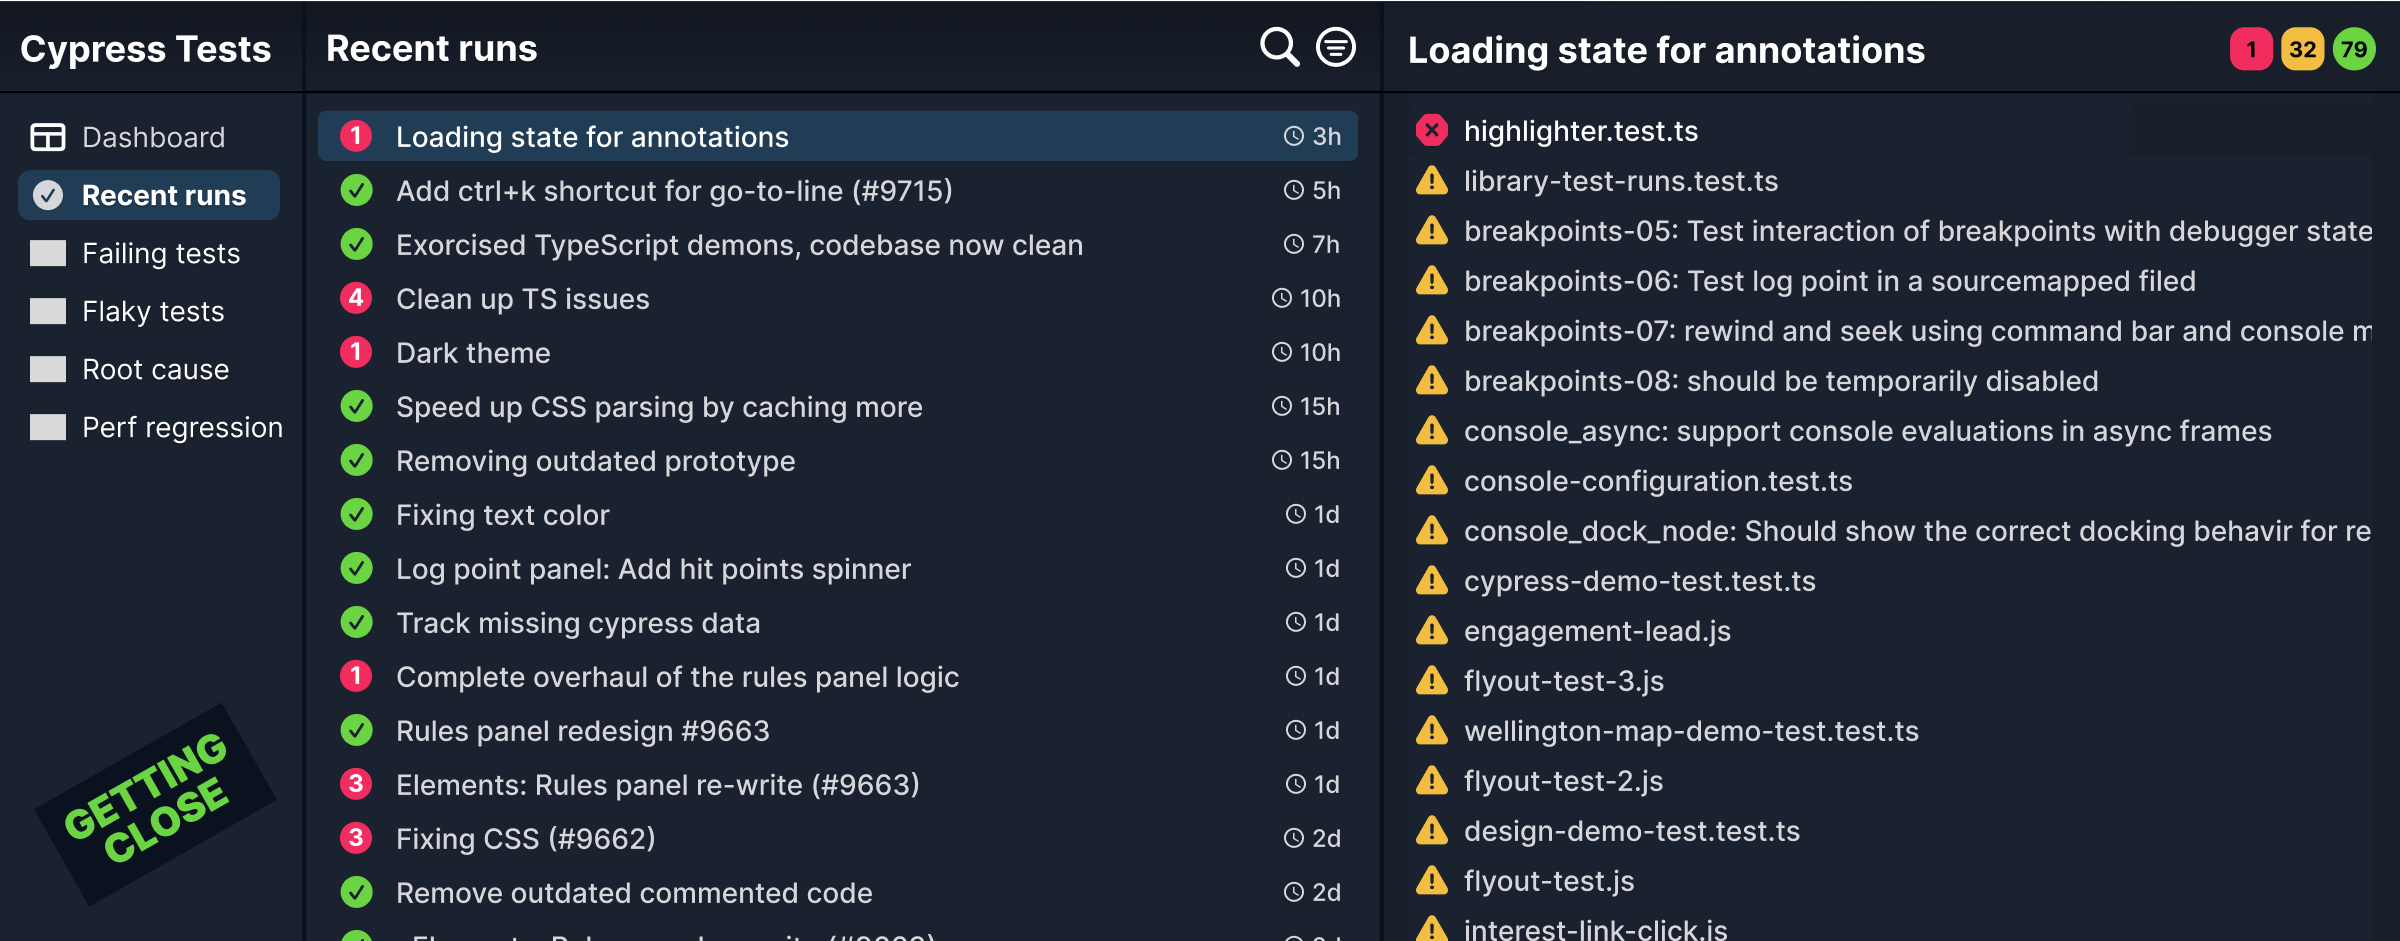 Cypress Tests
Dashboard
Recent runs
Failing tests
Flaky tests
Root cause
Perf regression
GETTING
CLOSE
Recent runs
1 Loading state for annotations 3h
Add ctrl+k shortcut for go-to-line (#9715) 5h
Exorcised TypeScript demons, codebase now clean 7h
4 Clean up TS issues 10h
1 Dark theme 10h
Speed up CSS parsing by caching more 15h
Removing outdated prototype 15h
Fixing text color 1d
Log point panel: Add hit points spinner 1d
Track missing cypress data 1d
1 Complete overhaul of the rules panel logic 1d
Rules panel redesign #9663 1d
3 Elements: Rules panel re-write (#9663) 1d
3 Fixing CSS (#9662) 2d
Remove outdated commented code 2d
Loading state for annotations 1 32 79
highlighter.test.ts
library-test-runs.test.ts
breakpoints-05: Test interaction of breakpoints with debugger state
breakpoints-06: Test log point in a sourcemapped filed
breakpoints-07: rewind and seek using command bar and console
breakpoints-08: should be temporarily disabled
console_async: support console evaluations in async frames
console-configuration.test.ts
console_dock_node: Should show the correct docking behavir for re
cypress-demo-test.test.ts
engagement-lead.js
flyout-test-3.js
wellington-map-demo-test.test.ts
flyout-test-2.js
design-demo-test.test.ts
flyout-test.js
interest-link-click.js